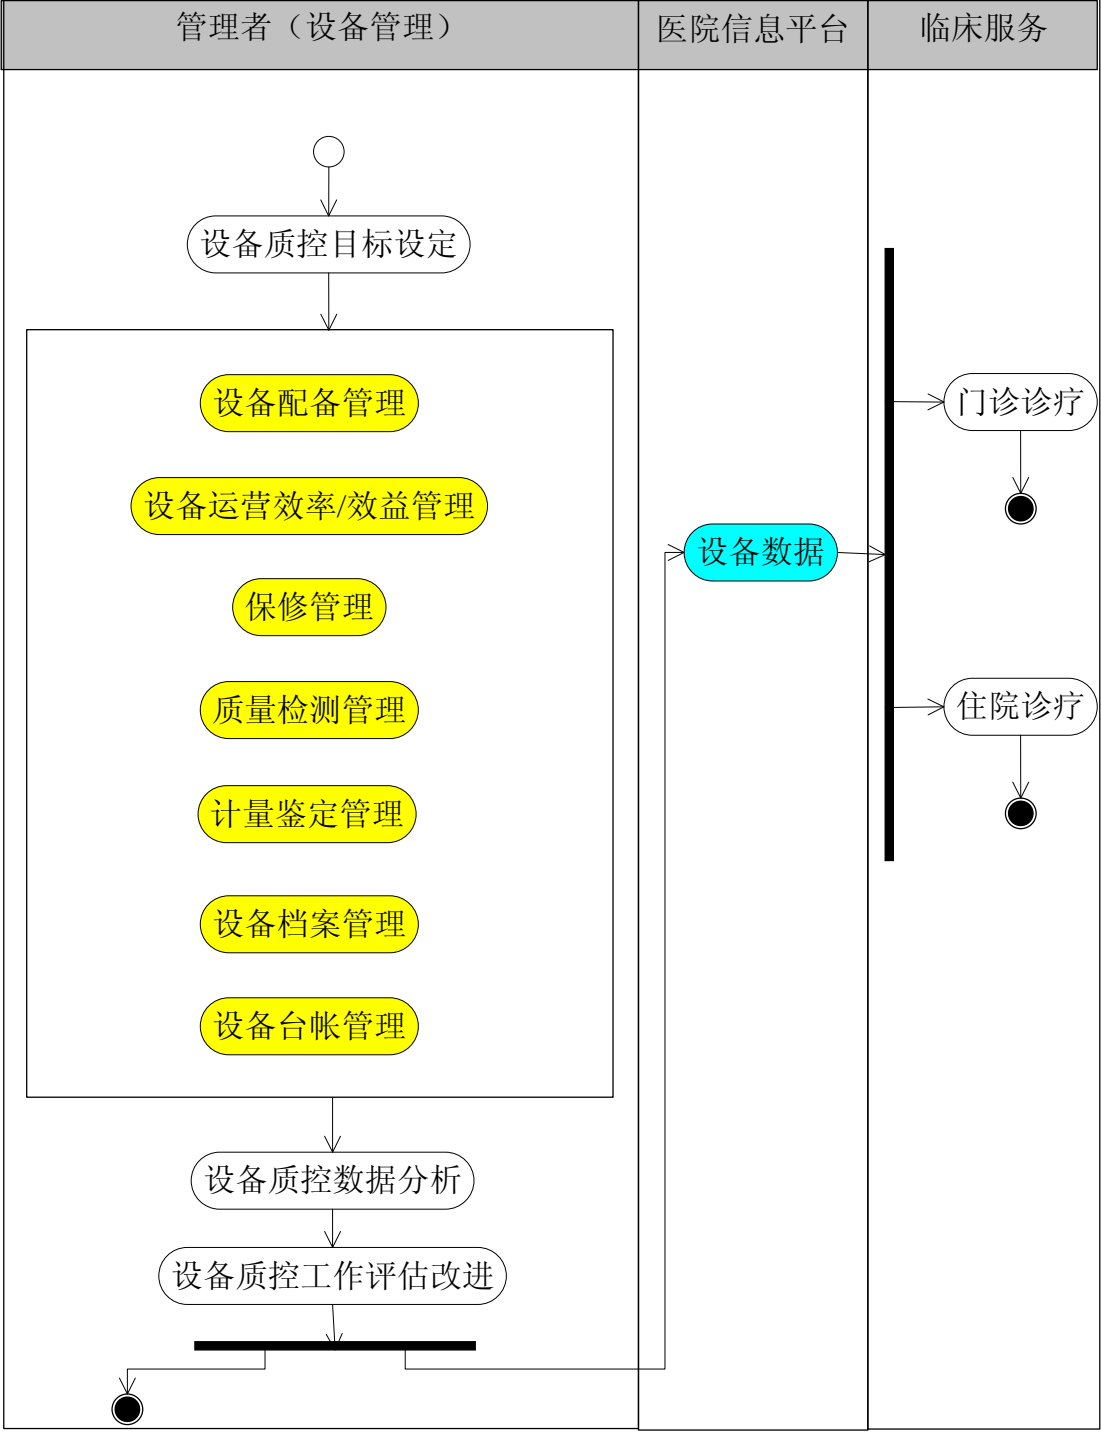 管理者（设备管理）
医院信息平台
临床服务
设备质控目标设定
设备配备管理
设备运营效率/效益管理
保修管理
质量检测管理
计量鉴定管理
设备档案管理
设备台帐管理
设备质控数据分析
设备质控工作评估改进
设备数据
门诊诊疗
住院诊疗